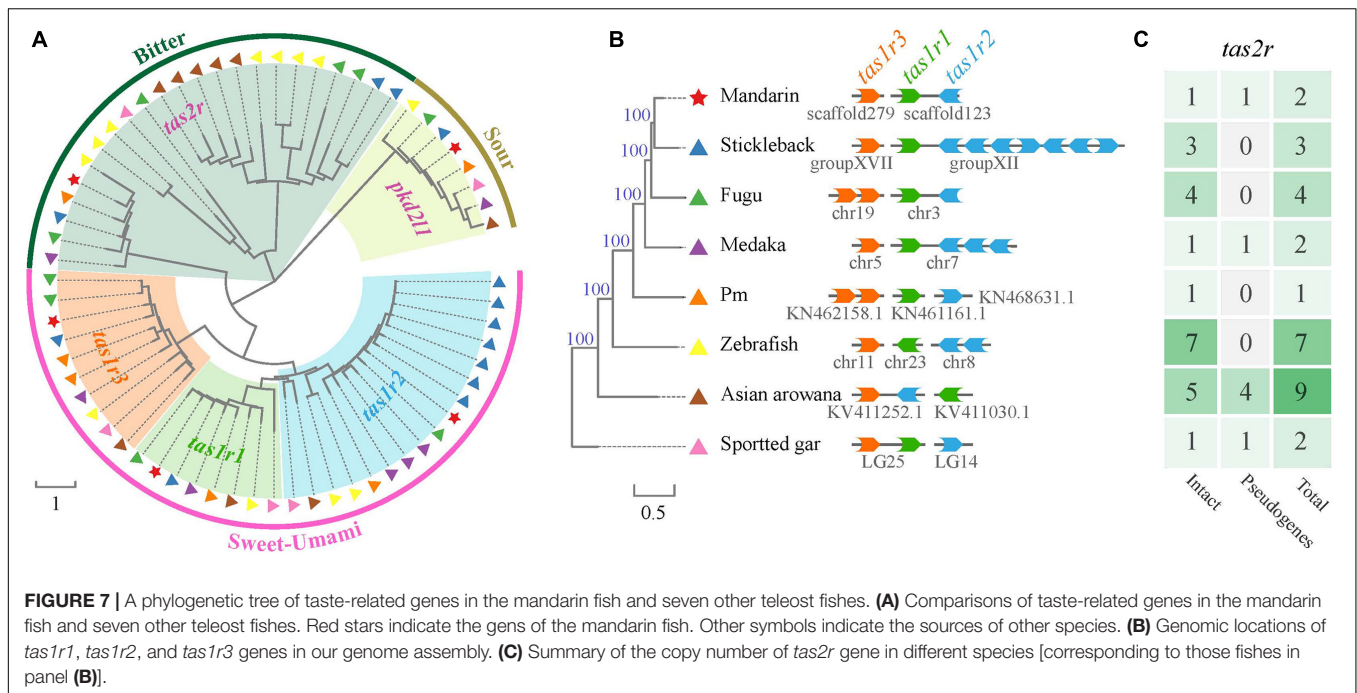 A
Bitter
Sour
tas2r
pkd2l1
tas1r3
tas1r1
tas1r2
Sweet-Umami
1
B
tas1r3 tas1r1 tas1r2
100
100
100
100
100
100
Mandarin
scaffold279 scaffold123
Stickleback
groupXVII groupXII
Fugu
chr19 chr3
Medaka
chr5 chr7
Pm
KN462158.1 KN461161.1 KN468631.1
Zebrafish
chr11 chr23 chr8
Asian arowana
KV411252.1 KV411030.1
Sportted gar
LG25 LG14
0.5
C
tas2r
1 1 2
3 0 3
4 0 4
1 1 2
1 0 1
7 0 7
5 4 9
1 1 2
Intact Pseudogenes Total
FIGURE 7 | A phylogenetic tree of taste-related genes in the mandarin fish and seven other teleost fishes. (A) Comparisons of taste-related genes in the mandarin
fish and seven other teleost fishes. Red stars indicate the gens of the mandarin fish. Other symbols indicate the sources of other species. (B) Genomic locations of
tas1r1, tas1r2, and tas1r3 genes in our genome assembly. (C) Summary of the copy number of tas2r gene in different species [corresponding to those fishes in
panel (B)].